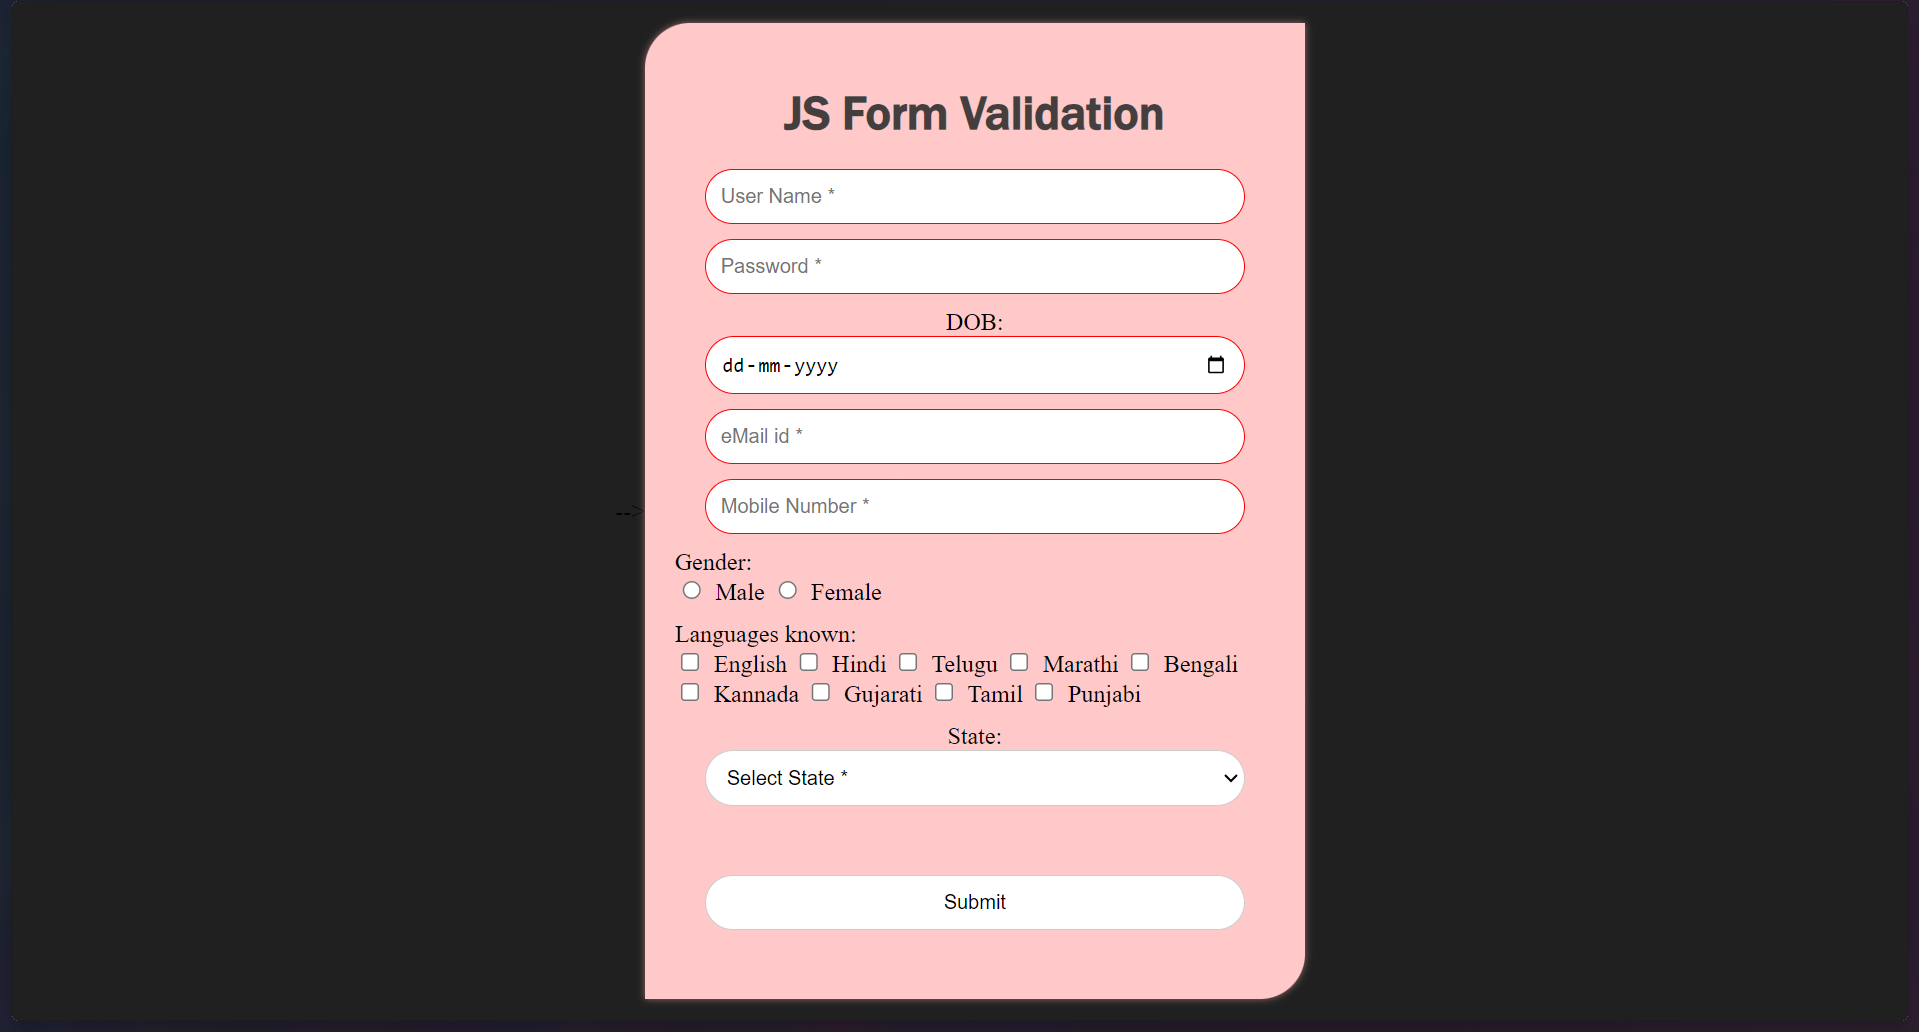 JS Form Validation
User Name *
Password *
DOB:
dd-mm-yyyy
eMail id *
Mobile Number *
-->
Gender:
Male Female
Languages known:
English Hindi Telugu Marathi Bengali
Kannada Gujarati Tamil Punjabi
State:
Select State *
Submit